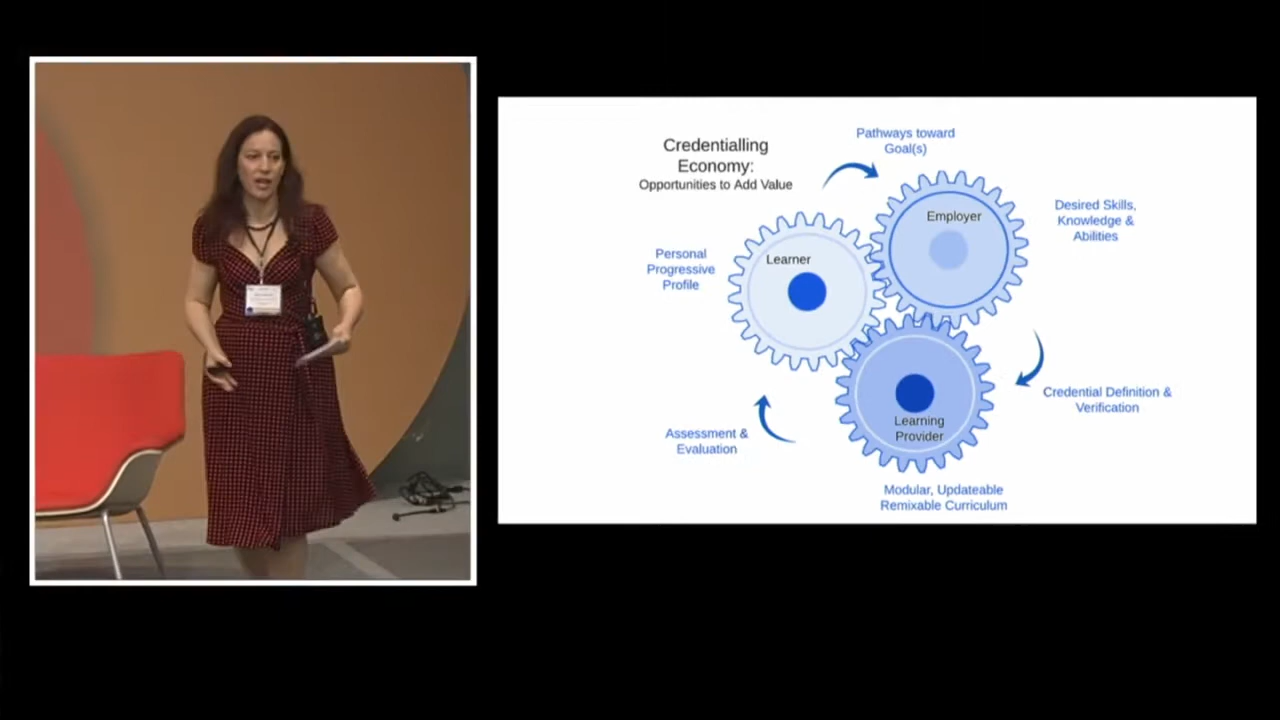 Credentialling
Economy:
Opportunities to Add Value
Pathways toward
Goal(s)
Employer
Desired Skills,
Knowledge &
Abilities
Learner
Personal
Progressive
Profile
Credential Definition &
Verification
Learning
Provider
Assessment &
Evaluation
Modular, Updateable
Remixable Curriculum